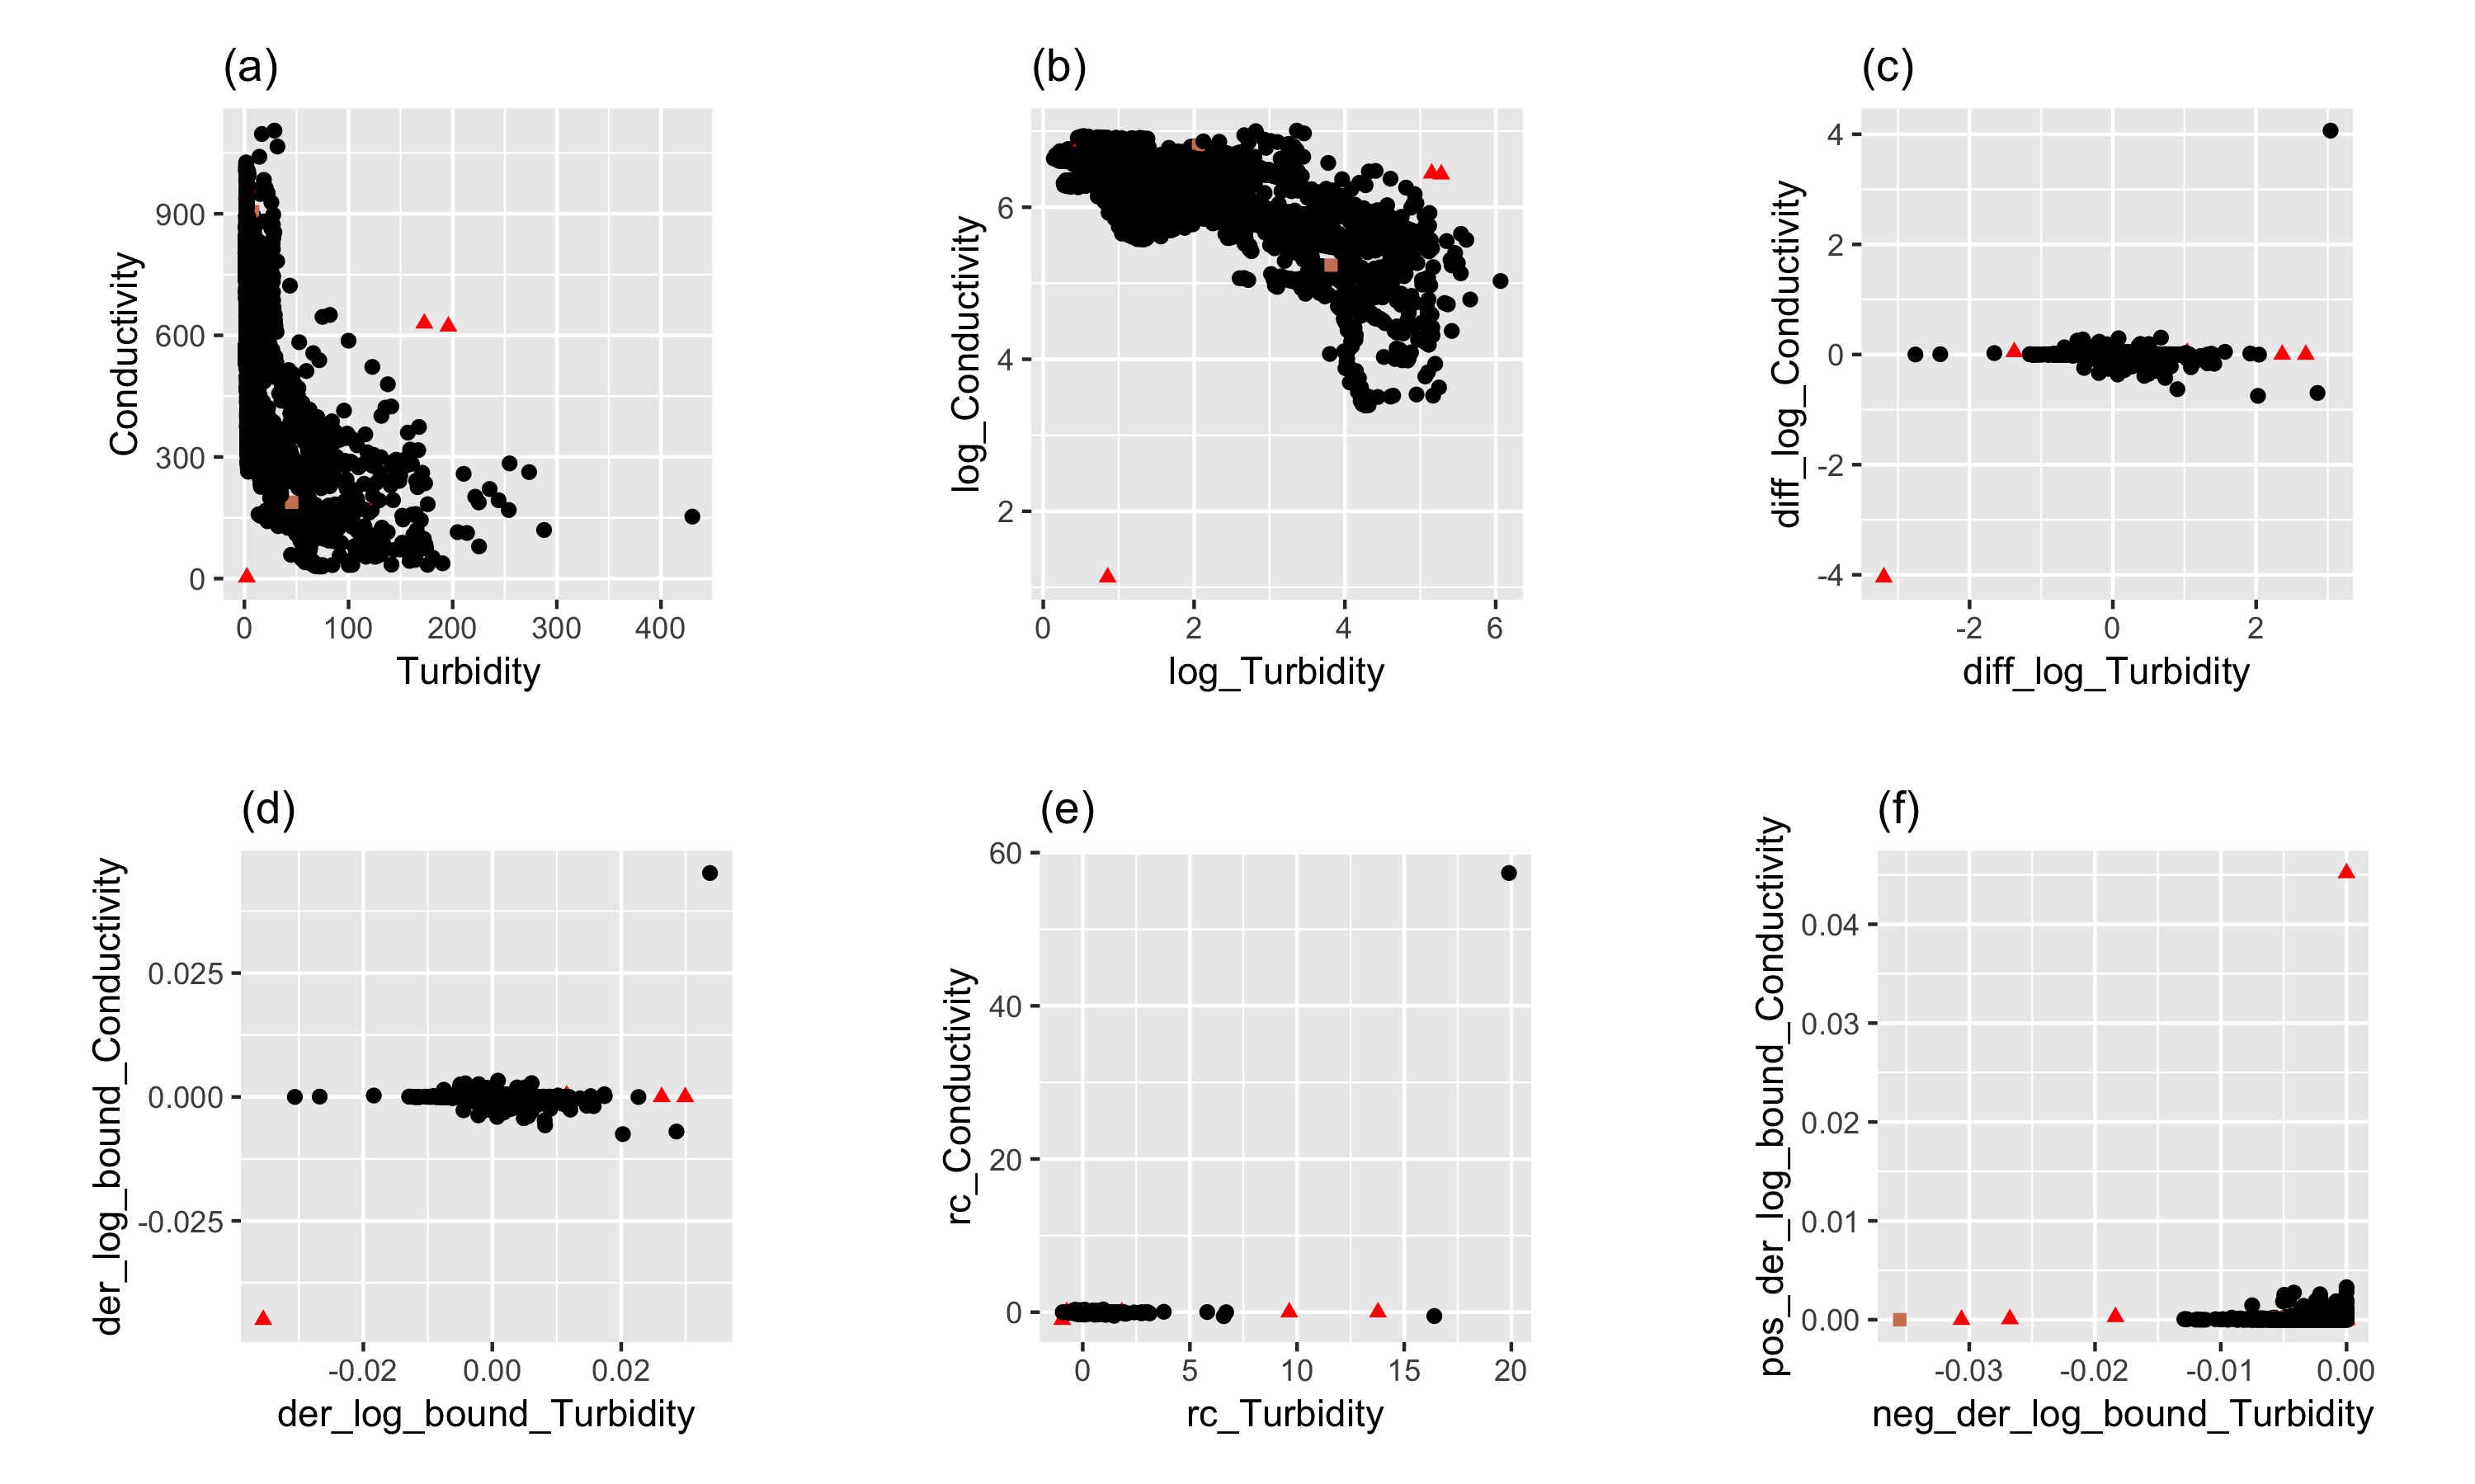 (a)
Conductivity
900
600
300
0
0 100 200 300 400
Turbidity
(b)
log_Conductivity
6
4
2
0 2 4 6
log_Turbidity
(c)
diff_log_Conductivity
4
2
0
-2
-4
-2 0 2
diff_log_Turbidity
(d)
der_log_bound_Conductivity
0.025
0.000
-0.025
-0.02 0.00 0.02
der_log_bound_Turbidity
(e)
rc_Conductivity
60
40
20
0
0 5 10 15 20
rc_Turbidity
(f)
pos_der_log_bound_Conductivity
0.04
0.03
0.02
0.01
0.00
-0.03 -0.02 -0.01 0.00
neg_der_log_bound_Turbidity